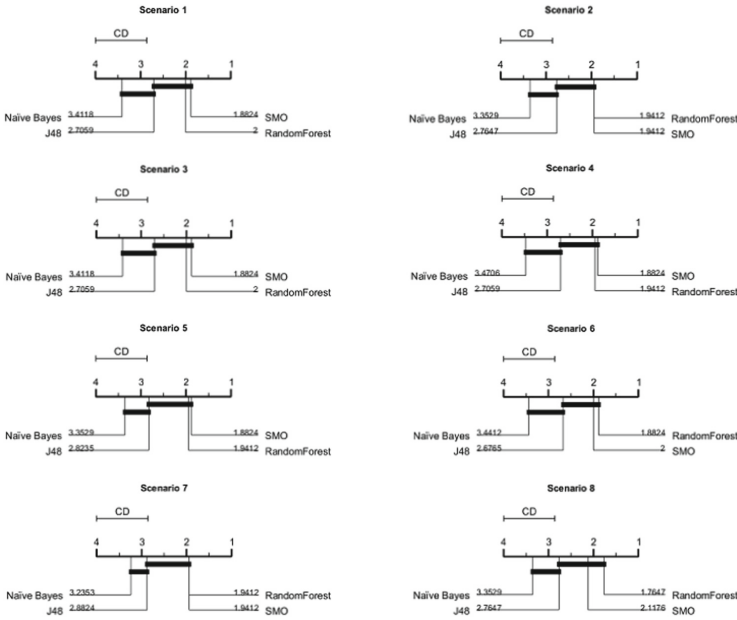 Scenario 1
CD
4 3 2 1
Naïve Bayes 3.4118 1.8824 SMO
J48 2.7059 2 RandomForest
Scenario 2
CD
4 3 2 1
Naïve Bayes 3.3529 1.9412 RandomForest
J48 2.7647 1.9412 SMO
Scenario 3
CD
4 3 2 1
Naïve Bayes 3.4118 1.8824 SMO
J48 2.7059 2 RandomForest
Scenario 4
CD
4 3 2 1
Naïve Bayes 3.4706 1.8824 SMO
J48 2.7059 1.9412 RandomForest
Scenario 5
CD
4 3 2 1
Naïve Bayes 3.3529 1.8824 SMO
J48 2.8235 1.9412 RandomForest
Scenario 6
CD
4 3 2 1
Naïve Bayes 3.4412 1.8824 RandomForest
J48 2.6765 2 SMO
Scenario 7
CD
4 3 2 1
Naïve Bayes 3.2353 1.9412 RandomForest
J48 2.8824 1.9412 SMO
Scenario 8
CD
4 3 2 1
Naïve Bayes 3.3529 1.7647 RandomForest
J48 2.7647 2.1176 SMO